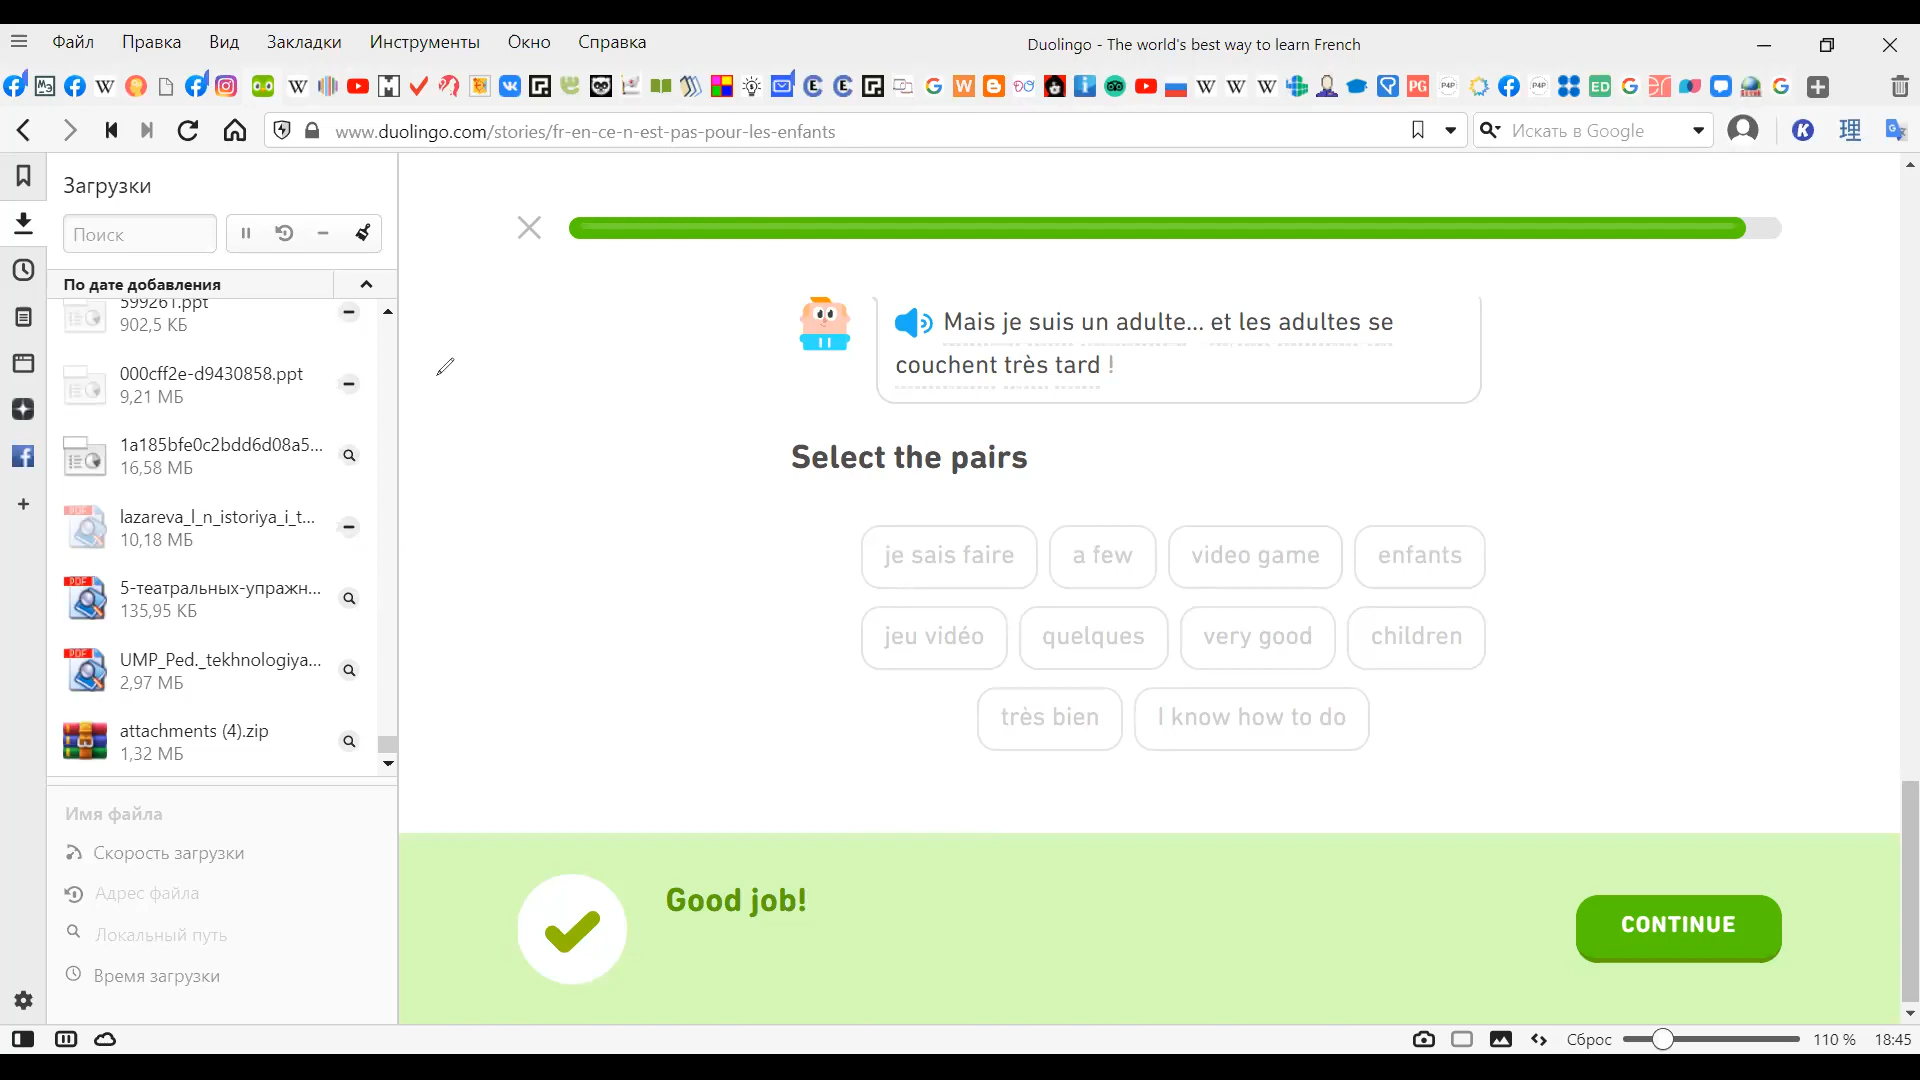 Файл Правка Вид Закладки Инструменты Окно Справка
Duolingo - The world's best way to learn French
www.duolingo.com/stories/fr-en-ce-n-est-pas-pour-les-enfants
Искать в Google
Загрузки
Поиск
По дате добавления
599261.ppt
902,5 КБ
000cff2e-d9430858.ppt
9,21 МБ
1a185bfe0c2bdd6d08a5...
16,58 МБ
lazareva_l_n_istoriya_i_t...
10,18 МБ
5-театральных-упражн...
135,95 КБ
UMP_Ped._tekhnologiya...
2,97 МБ
attachments (4).zip
1,32 МБ
Имя файла
Скорость загрузки
Адрес файла
Локальный путь
Время загрузки
Mais je suis un adulte... et les adultes se
couchent très tard !
Select the pairs
je sais faire
a few
video game
enfants
jeu vidéo
quelques
very good
children
très bien
I know how to do
Good job!
CONTINUE
Сброс
110 %
18:45